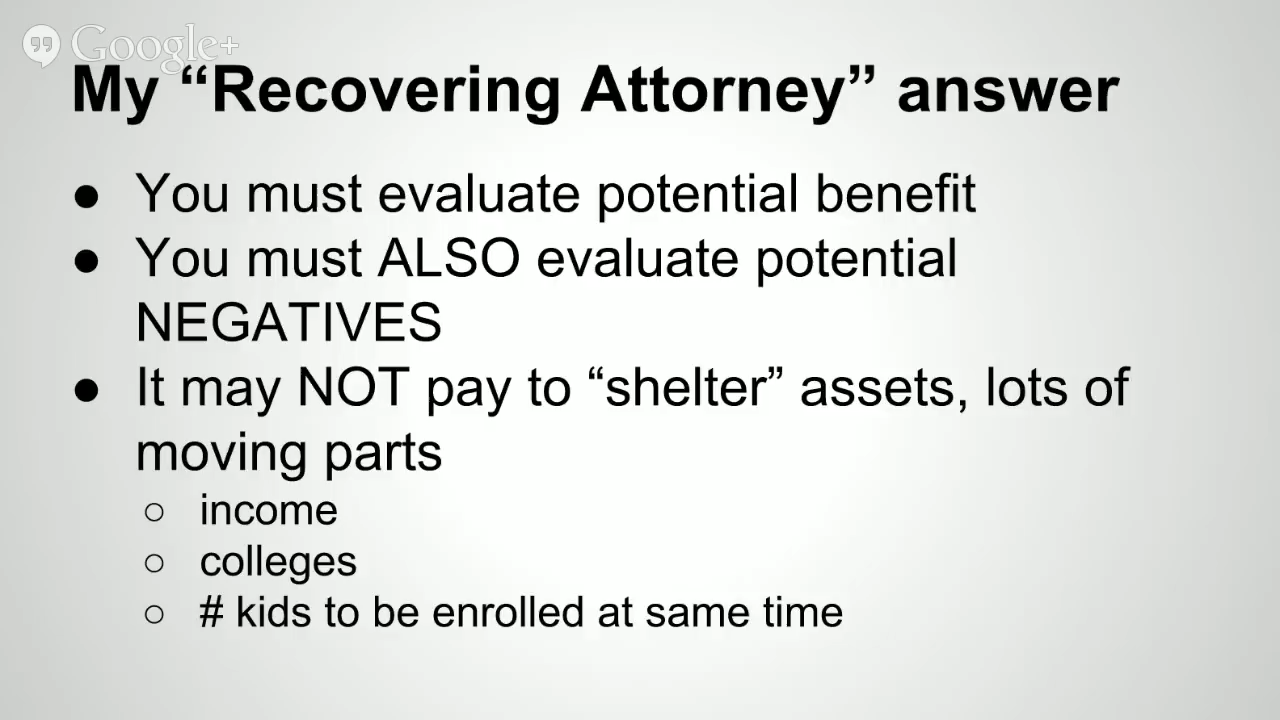 Google+
My “Recovering Attorney” answer
● You must evaluate potential benefit
● You must ALSO evaluate potential
NEGATIVES
● It may NOT pay to “shelter” assets, lots of
moving parts
○ income
○ colleges
○ # kids to be enrolled at same time